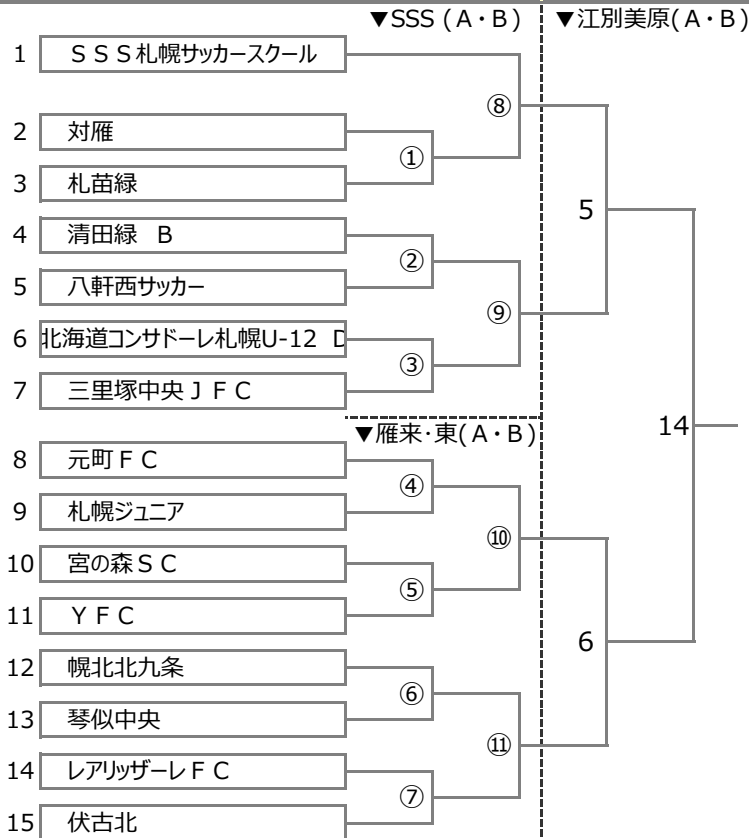 ▼SSS (A・B) ▼江別美原(A・B)
1 ＳＳＳ札幌サッカースクール
⑧
2 対雁
①
3 札苗緑
5
4 清田緑　B
②
5 八軒西サッカー
⑨
6 北海道コンサドーレ札幌U-12 D
③
7 三里塚中央ＪＦＣ
14
▼雁来・東(A・B)
8 元町ＦＣ
④
9 札幌ジュニア
⑩
10 宮の森ＳＣ
⑤
11 ＹＦＣ
6
12 幌北北九条
⑥
13 琴似中央
⑪
14 レアリッザーレＦＣ
⑦
15 伏古北